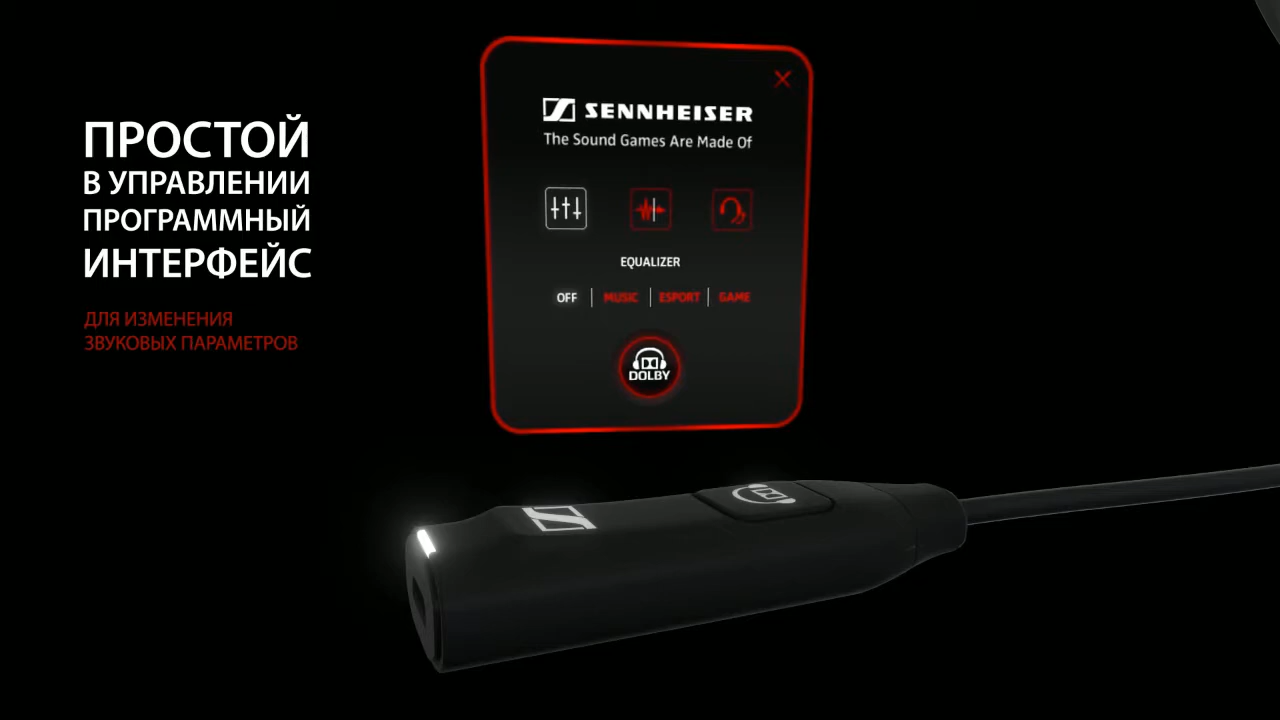 ПРОСТОЙ
В УПРАВЛЕНИИ
ПРОГРАММНЫЙ
ИНТЕРФЕЙС
ДЛЯ ИЗМЕНЕНИЯ
ЗВУКОВЫХ ПАРАМЕТРОВ
SENNHEISER
The Sound Games Are Made Of
EQUALIZER
OFF | MUSIC | ESPORT | GAME
DOLBY